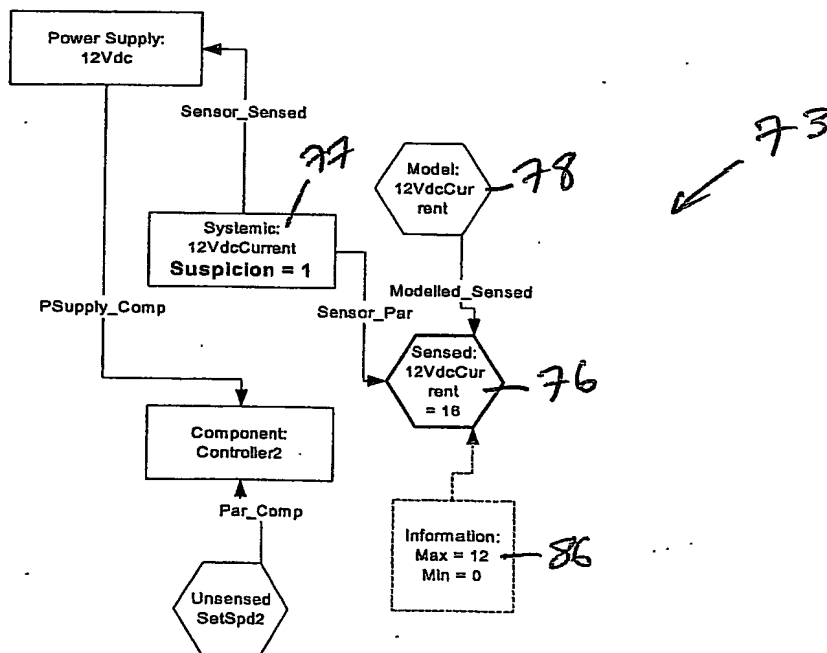 Power Supply:
12Vdc
Sensor_Sensed
77
Model:
12VdcCur
rent
78
73
Systemic:
12VdcCurrent
Suspicion = 1
PSupply_Comp
Sensor_Par
Modelled_Sensed
Sensed:
12VdcCur
rent
= 16
76
Component:
Controller2
Par_Comp
Information:
Max = 12
Min = 0
86
Unsensed
SetSpd2